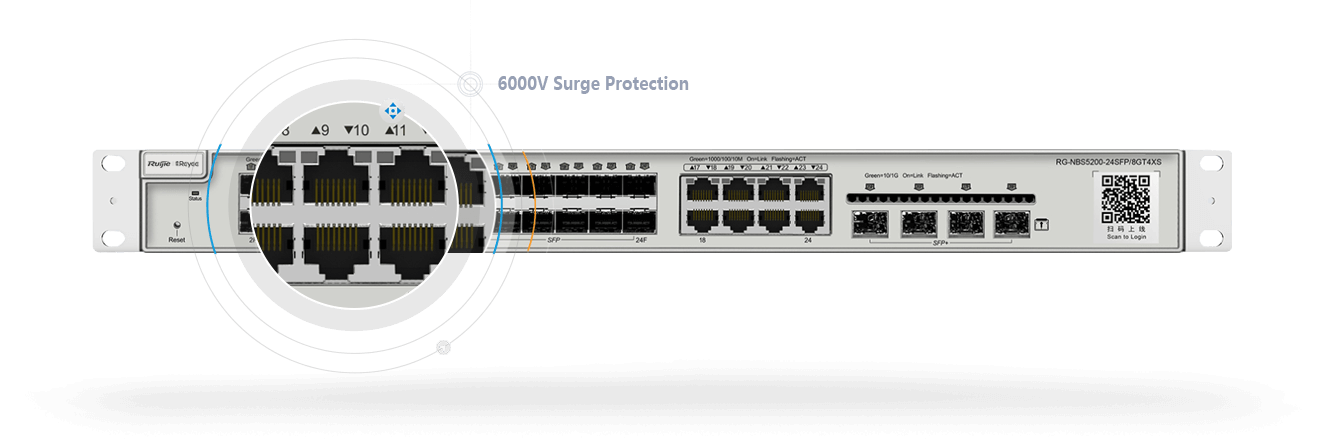 6000V Surge Protection
8 ▲9 ▼10 ▲11
Ruijie Reyee
Green=1000/100/10M On=Link Flashing=ACT
▲17 ▼18 ▲19 ▼20 ▲21 ▼22 ▲23 ▼24
RG-NBS5200-24SFP/8GT4XS
Green=10/1G On=Link Flashing=ACT
Status
Reset
SFP
24F
18
24
SFP+
扫码上线
Scan to Login